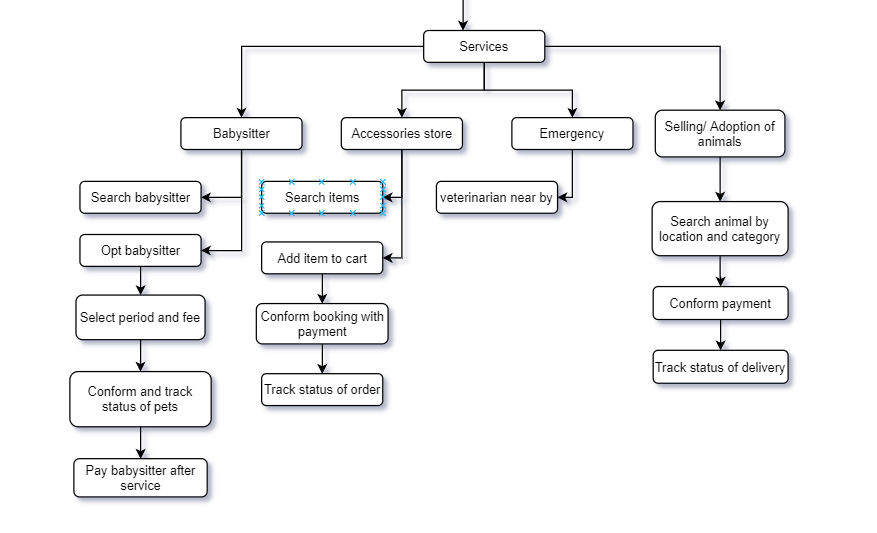 Services
Babysitter
Accessories store
Emergency
Selling/ Adoption of
animals
Search babysitter
Search items
veterinarian near by
Search animal by
location and category
Opt babysitter
Add item to cart
Select period and fee
Conform booking with
payment
Conform payment
Conform and track
status of pets
Track status of order
Track status of delivery
Pay babysitter after
service